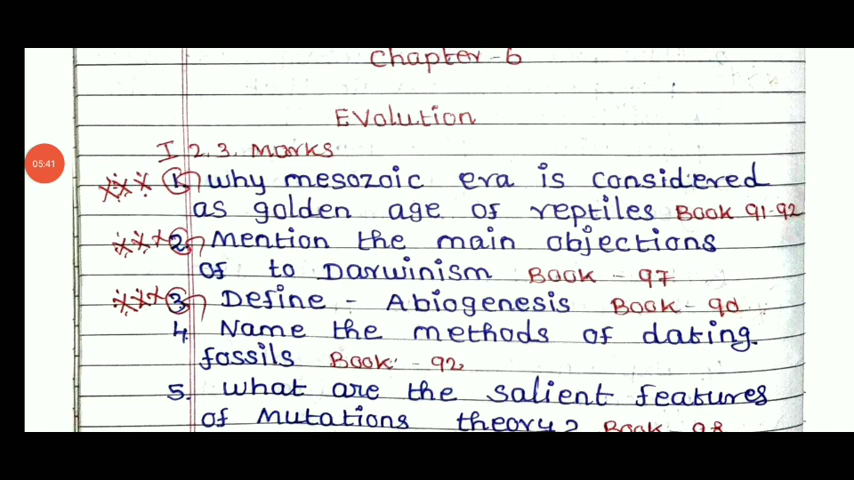 Chapter-6
EVolution
I 2.3. Marks
05:41
1) why mesozoic era is considered
as golden age of reptiles Book 91-92
2) Mention the main objections
of to Darwinism Book - 97
3) Define - Abiogenesis Book - 90
4. Name the methods of dating
fossils Book - 92
5. what are the salient features
of Mutations theory? Book - 98